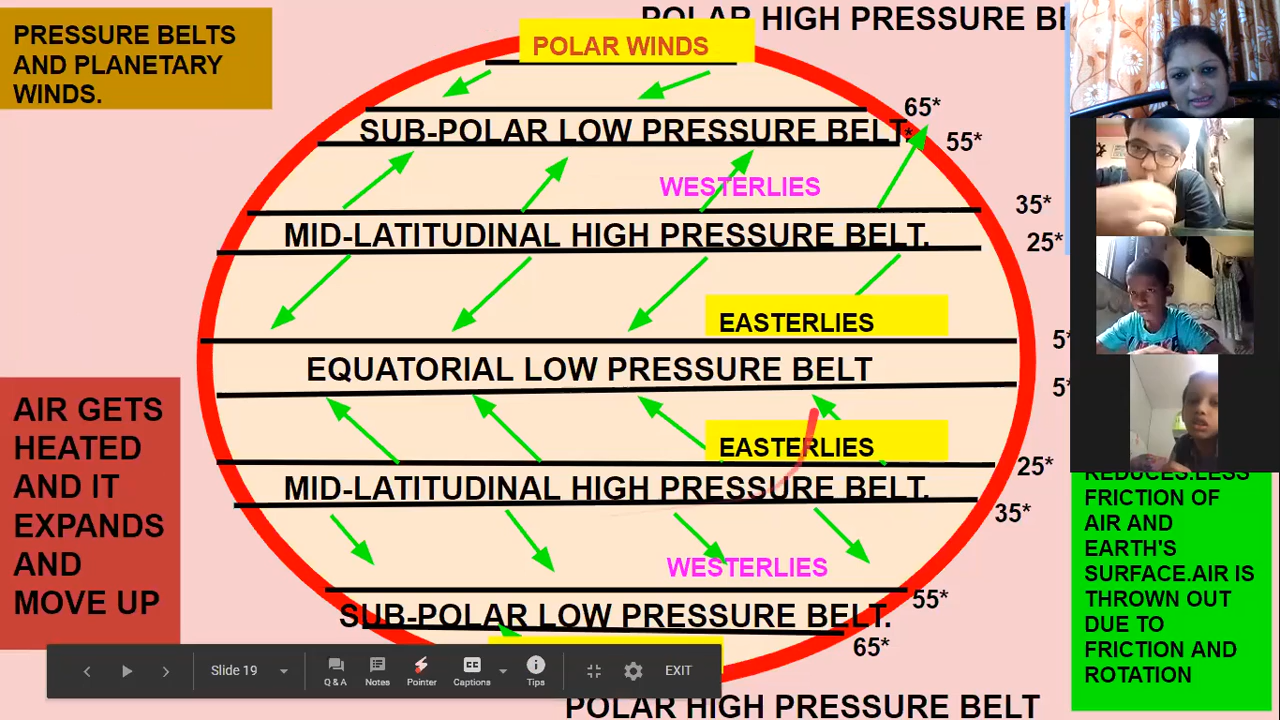 POLAR HIGH PRESSURE BE
PRESSURE BELTS
AND PLANETARY
WINDS.
POLAR WINDS
65*
SUB-POLAR LOW PRESSURE BELT.*
55*
WESTERLIES
35*
MID-LATITUDINAL HIGH PRESSURE BELT.
25*
EASTERLIES
5*
EQUATORIAL LOW PRESSURE BELT
5*
AIR GETS
HEATED
AND IT
EXPANDS
AND
MOVE UP
EASTERLIES
25*
MID-LATITUDINAL HIGH PRESSURE BELT.
35*
WESTERLIES
55*
SUB-POLAR LOW PRESSURE BELT.
65*
REDUCES.LESS
FRICTION OF
AIR AND
EARTH'S
SURFACE.AIR IS
THROWN OUT
DUE TO
FRICTION AND
ROTATION
Slide 19
Q & A
Notes
Pointer
Captions
Tips
EXIT
POLAR HIGH PRESSURE BELT